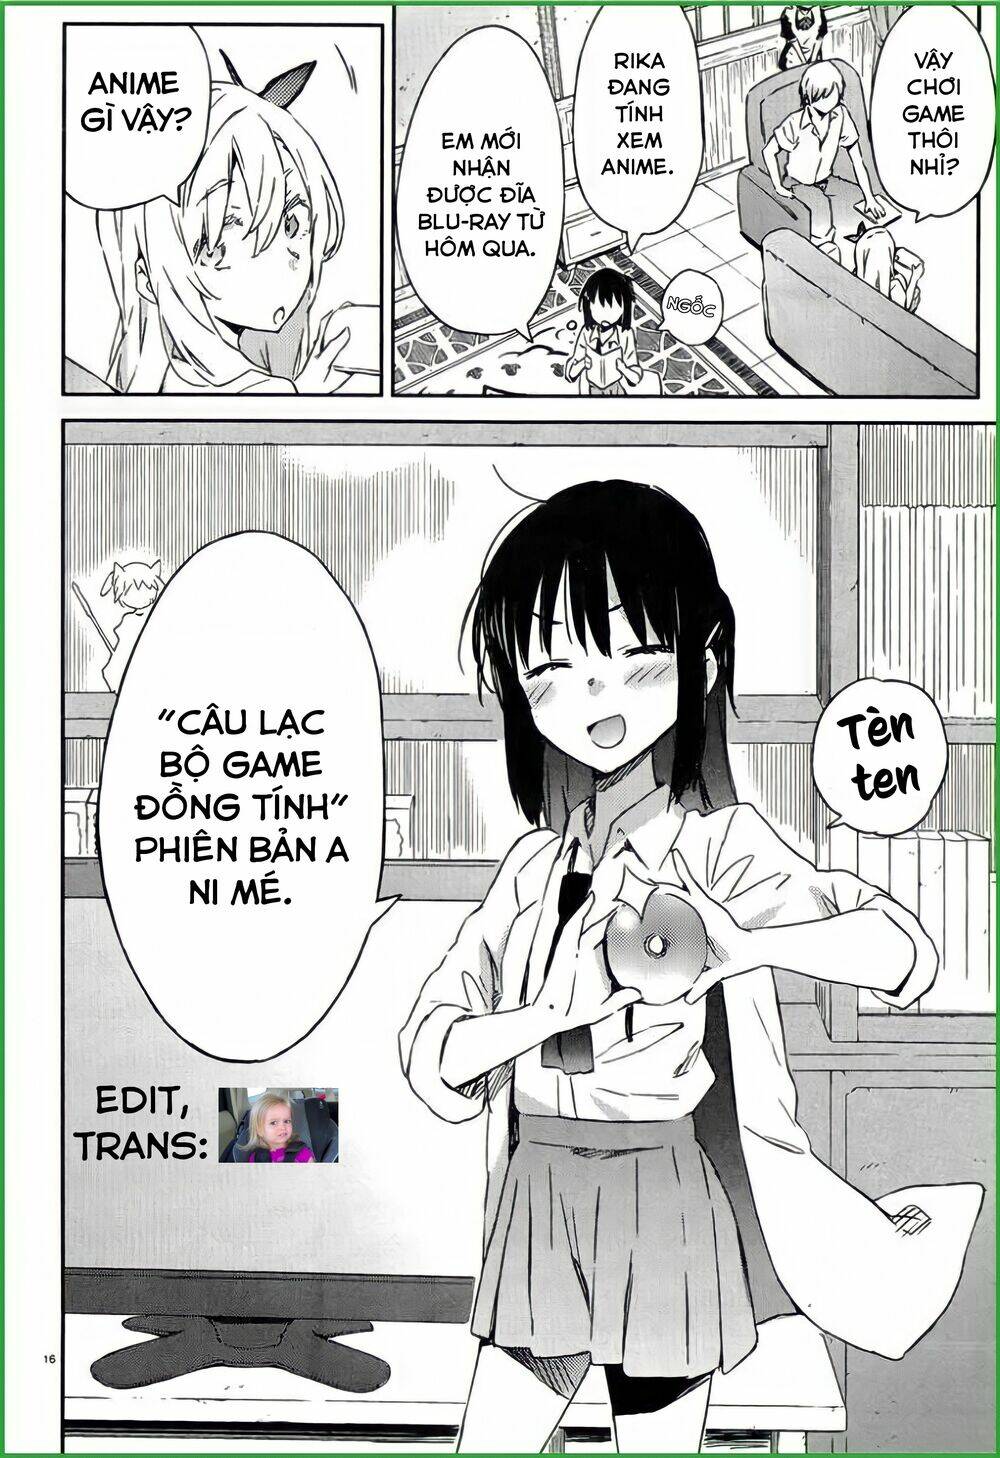 VẬY
CHƠI
GAME
THÔI
NHỈ?
RIKA
ĐANG
TÍNH
XEM
ANIME.
EM MỚI
NHẬN
ĐƯỢC ĐĨA
BLU-RAY TỪ
HÔM QUA.
NGỐC
ANIME
GÌ VẬY?
Tèn
ten
“CÂU LẠC
BỘ GAME
ĐỒNG TÍNH”
PHIÊN BẢN A
NI MÉ.
EDIT,
TRANS:
16